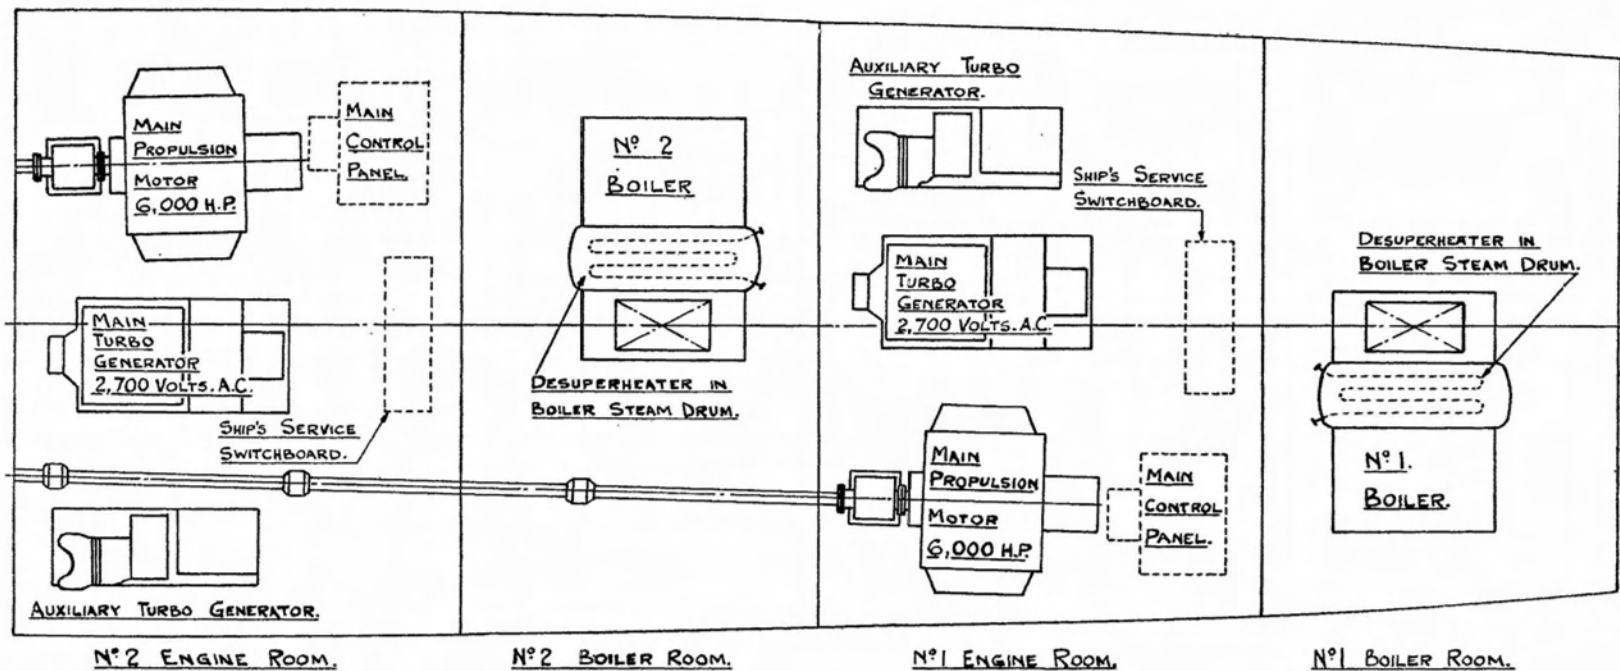 MAIN
PROPULSION
MOTOR
6,000 H.P.
MAIN
CONTROL
PANEL.
MAIN
TURBO
GENERATOR
2,700 VOLTS. A.C.
SHIP'S SERVICE
SWITCHBOARD.
AUXILIARY TURBO GENERATOR.
Nº 2 ENGINE ROOM.
Nº 2
BOILER
DESUPERHEATER IN
BOILER STEAM DRUM.
Nº 2 BOILER ROOM.
AUXILIARY TURBO
GENERATOR.
SHIP'S SERVICE
SWITCHBOARD.
MAIN
TURBO
GENERATOR
2,700 VOLTS. A.C.
MAIN
PROPULSION
MOTOR
6,000 H.P.
MAIN
CONTROL
PANEL.
Nº 1 ENGINE ROOM.
DESUPERHEATER IN
BOILER STEAM DRUM.
Nº 1.
BOILER.
Nº 1 BOILER ROOM.